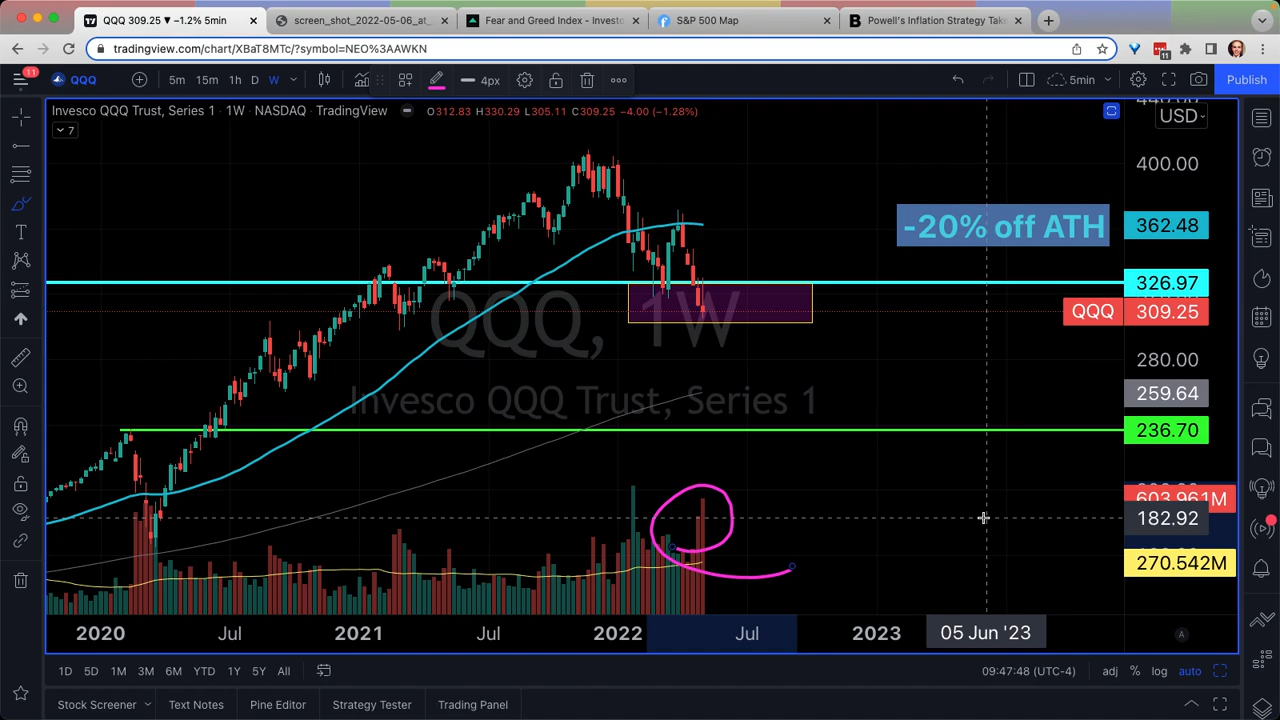 QQQ 309.25 ▼ −1.2% 5min
screen_shot_2022-05-06_at_
Fear and Greed Index - Investo
S&P 500 Map
Powell's Inflation Strategy Take
tradingview.com/chart/XBaT8MTc/?symbol=NEO%3AAWKN
11
11
QQQ
5m
15m
1h
D
W
4px
5min
Publish
Invesco QQQ Trust, Series 1 · 1W · NASDAQ · TradingView
O312.83 H330.29 L305.11 C309.25 −4.00 (−1.28%)
USD
7
400.00
-20% off ATH
362.48
326.97
QQQ 309.25
QQQ, 1W
280.00
Invesco QQQ Trust, Series 1
259.64
236.70
603.961M
182.92
270.542M
2020
Jul
2021
Jul
2022
Jul
2023
05 Jun '23
A
1D
5D
1M
3M
6M
YTD
1Y
5Y
All
09:47:48 (UTC-4)
adj
%
log
auto
Stock Screener
Text Notes
Pine Editor
Strategy Tester
Trading Panel